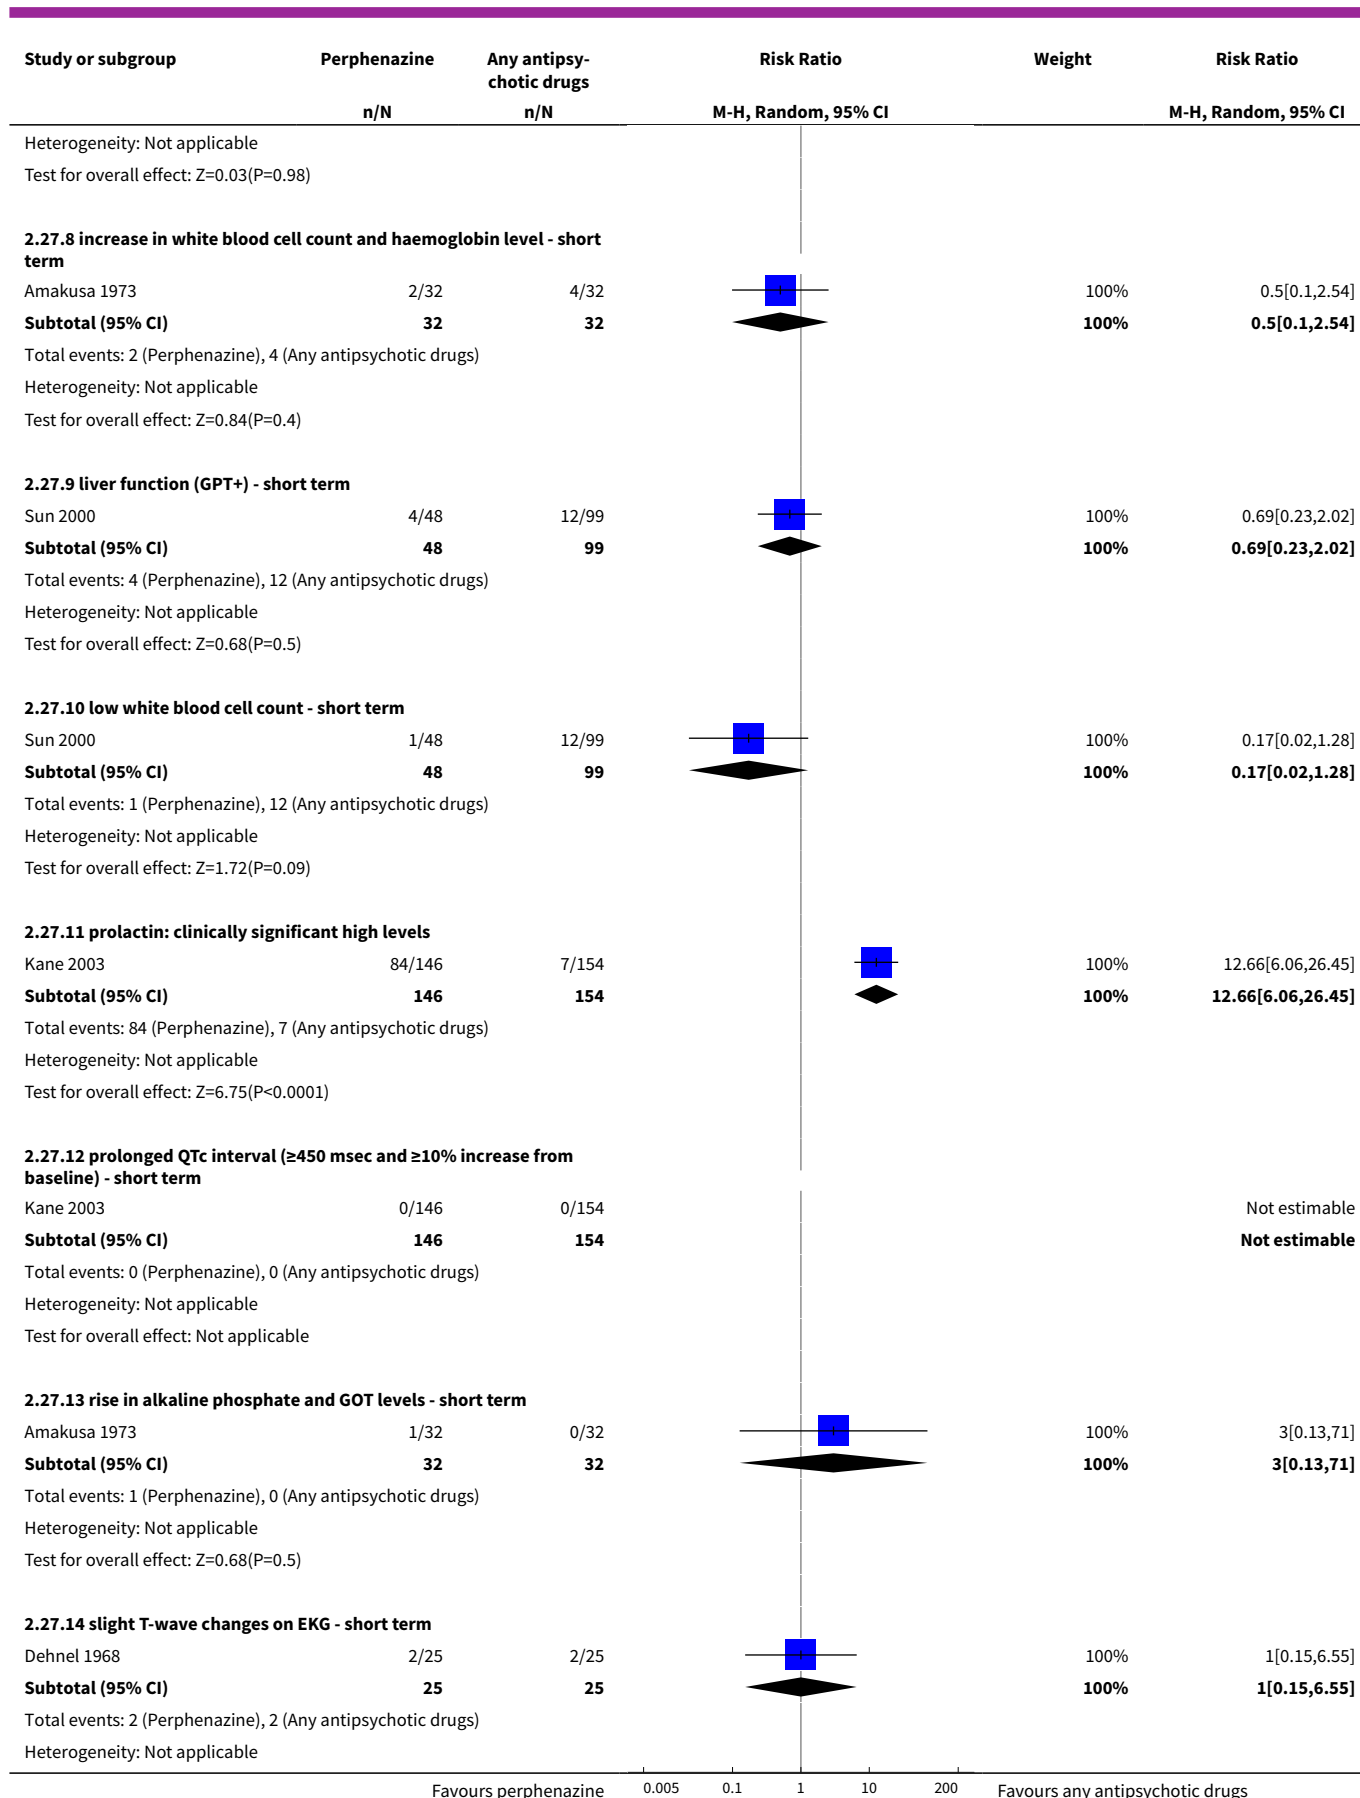 Study or subgroup Perphenazine Any antipsy- Risk Ratio Weight Risk Ratio
chotic drugs
n/N n/N M-H, Random, 95% CI M-H, Random, 95% CI
Heterogeneity: Not applicable
Test for overall effect: Z=0.03(P=0.98)
2.27.8 increase in white blood cell count and haemoglobin level - short
term
Amakusa 1973 2/32 4/32 100% 0.5[0.1,2.54]
Subtotal (95% CI) 32 32 100% 0.5[0.1,2.54]
Total events: 2 (Perphenazine), 4 (Any antipsychotic drugs)
Heterogeneity: Not applicable
Test for overall effect: Z=0.84(P=0.4)
2.27.9 liver function (GPT+) - short term
Sun 2000 4/48 12/99 100% 0.69[0.23,2.02]
Subtotal (95% CI) 48 99 100% 0.69[0.23,2.02]
Total events: 4 (Perphenazine), 12 (Any antipsychotic drugs)
Heterogeneity: Not applicable
Test for overall effect: Z=0.68(P=0.5)
2.27.10 low white blood cell count - short term
Sun 2000 1/48 12/99 100% 0.17[0.02,1.28]
Subtotal (95% CI) 48 99 100% 0.17[0.02,1.28]
Total events: 1 (Perphenazine), 12 (Any antipsychotic drugs)
Heterogeneity: Not applicable
Test for overall effect: Z=1.72(P=0.09)
2.27.11 prolactin: clinically significant high levels
Kane 2003 84/146 7/154 100% 12.66[6.06,26.45]
Subtotal (95% CI) 146 154 100% 12.66[6.06,26.45]
Total events: 84 (Perphenazine), 7 (Any antipsychotic drugs)
Heterogeneity: Not applicable
Test for overall effect: Z=6.75(P<0.0001)
2.27.12 prolonged QTc interval (≥450 msec and ≥10% increase from
baseline) - short term
Kane 2003 0/146 0/154 Not estimable
Subtotal (95% CI) 146 154 Not estimable
Total events: 0 (Perphenazine), 0 (Any antipsychotic drugs)
Heterogeneity: Not applicable
Test for overall effect: Not applicable
2.27.13 rise in alkaline phosphate and GOT levels - short term
Amakusa 1973 1/32 0/32 100% 3[0.13,71]
Subtotal (95% CI) 32 32 100% 3[0.13,71]
Total events: 1 (Perphenazine), 0 (Any antipsychotic drugs)
Heterogeneity: Not applicable
Test for overall effect: Z=0.68(P=0.5)
2.27.14 slight T-wave changes on EKG - short term
Dehnel 1968 2/25 2/25 100% 1[0.15,6.55]
Subtotal (95% CI) 25 25 100% 1[0.15,6.55]
Total events: 2 (Perphenazine), 2 (Any antipsychotic drugs)
Heterogeneity: Not applicable
Favours perphenazine 0.005 0.1 1 10 200 Favours any antipsychotic drugs